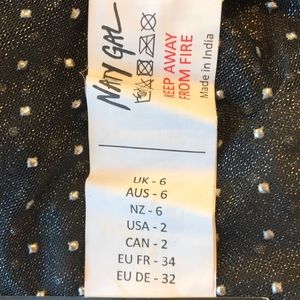 NASTY GAL
KEEP AWAY
FROM FIRE
Made in India
UK - 6
AUS - 6
NZ - 6
USA - 2
CAN - 2
EU FR - 34
EU DE - 32